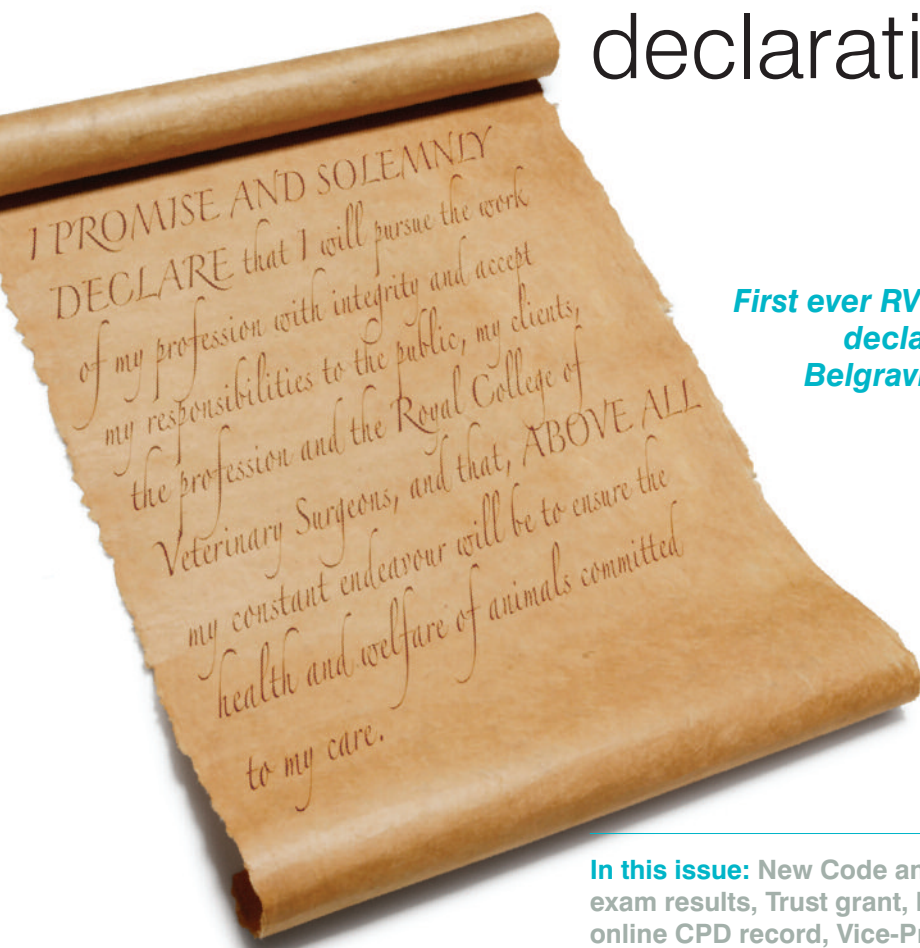 declarati
I PROMISE AND SOLEMNLY
DECLARE that I will pursue the work
of my profession with integrity and accept
my responsibilities to the public, my clients,
the profession and the Royal College of
Veterinary Surgeons, and that, ABOVE ALL
my constant endeavour will be to ensure the
health and welfare of animals committed
to my care.
First ever RV
decla
Belgravi
In this issue: New Code an
exam results, Trust grant,
online CPD record, Vice-Pr